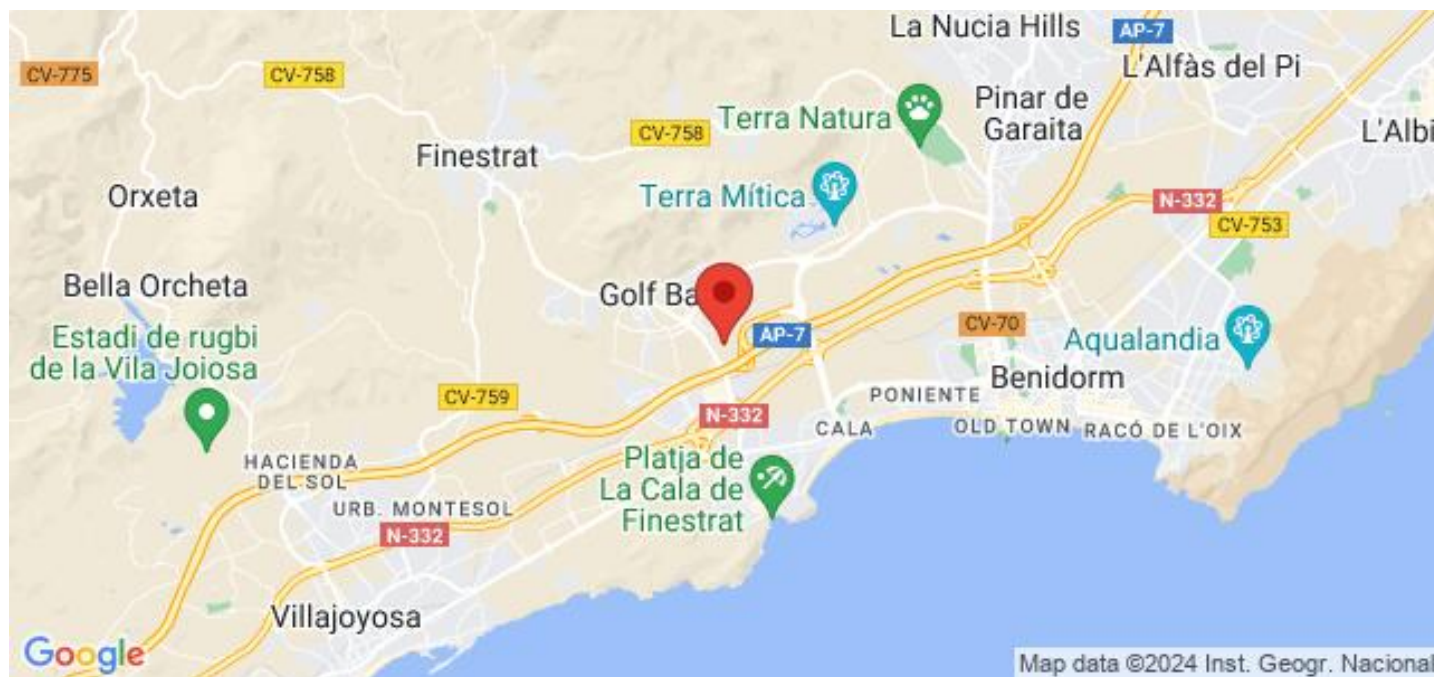 La Nucia Hills
AP-7
CV-775
CV-758
L'Alfàs del Pi
Terra Natura
Pinar de
Garaita
CV-758
L'Albi
Finestrat
Orxeta
Terra Mítica
N-332
CV-753
Bella Orcheta
Golf Ba
Estadi de rugbi
de la Vila Joiosa
AP-7
CV-70
Aqualandia
Benidorm
CV-759
PONIENTE
N-332
CALA
OLD TOWN
RACÓ DE L'OIX
HACIENDA
DEL SOL
Platja de
La Cala de
Finestrat
URB. MONTESOL
N-332
Villajoyosa
Google
Map data ©2024 Inst. Geogr. Nacional